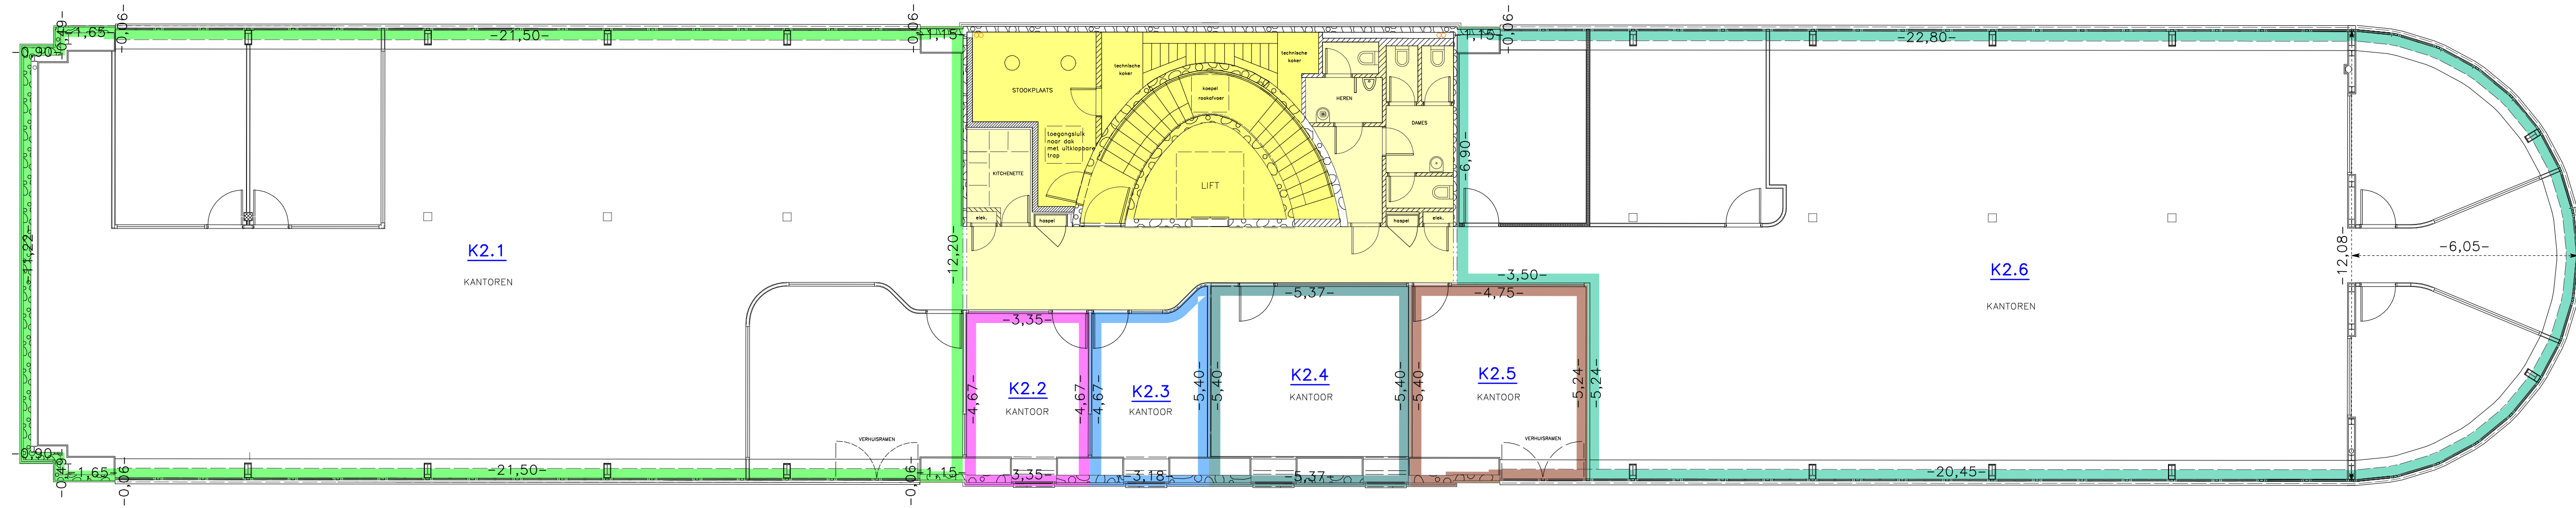 -0,49-
-1,65-
-0,90-
-0,06-
-21,50-
-0,06-
-1,15-
-1,15-
-0,06-
-22,80-
technische
koker
technische
koker
STOOKPLAATS
koepel
rookafvoer
HEREN
DAMES
toegangsluik
naar dak
met uitklapbare
trap
-6,90-
KITCHENETTE
LIFT
elek.
haspel
haspel
elek.
-11,22-
K2.1
KANTOREN
-12,20-
-3,50-
K2.6
KANTOREN
-12,08-
-6,05-
-5,37-
-4,75-
-3,35-
K2.2
KANTOOR
-4,67-
-4,67-
-4,67-
K2.3
KANTOOR
-5,40-
-5,40-
K2.4
KANTOOR
-5,40-
-5,40-
K2.5
KANTOOR
-5,24-
-5,24-
VERHUISRAMEN
VERHUISRAMEN
-0,90-
-0,49-
-1,65-
-0,06-
-21,50-
-0,06-
-1,15-
-3,35-
-3,18-
-5,37-
-20,45-